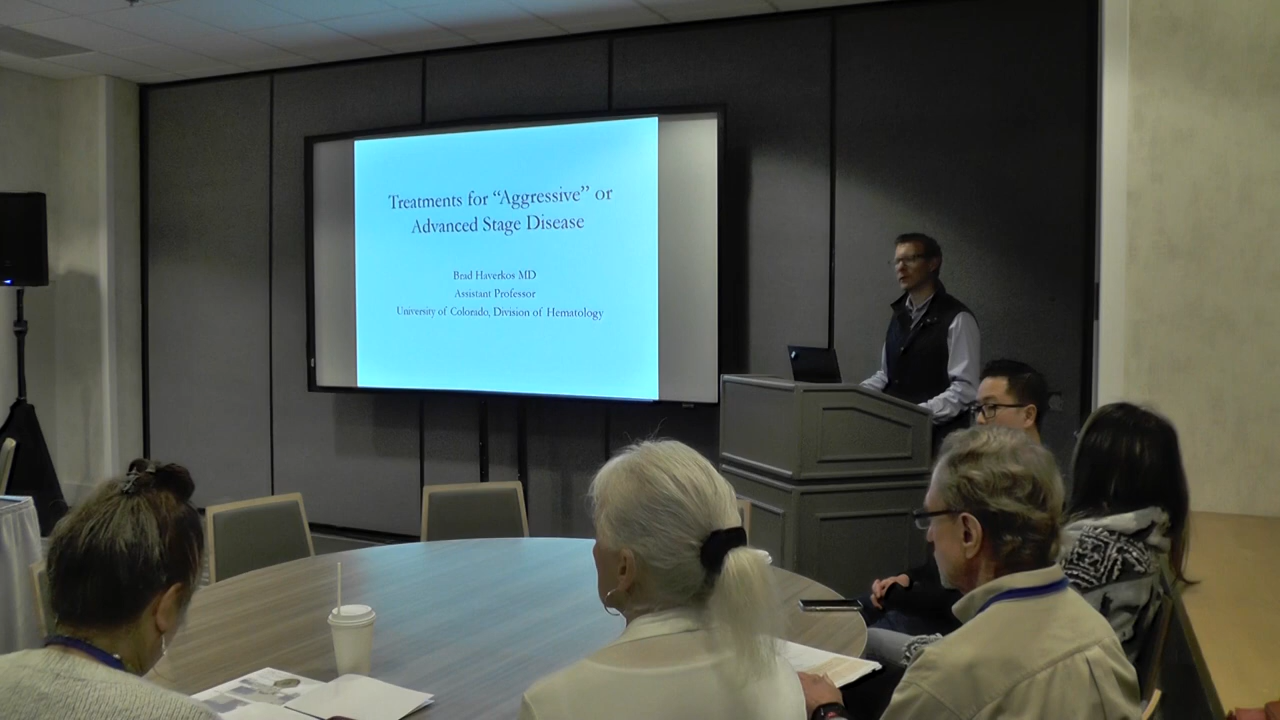 Treatments for “Aggressive” or
Advanced Stage Disease
Brad Haverkos MD
Assistant Professor
University of Colorado, Division of Hematology